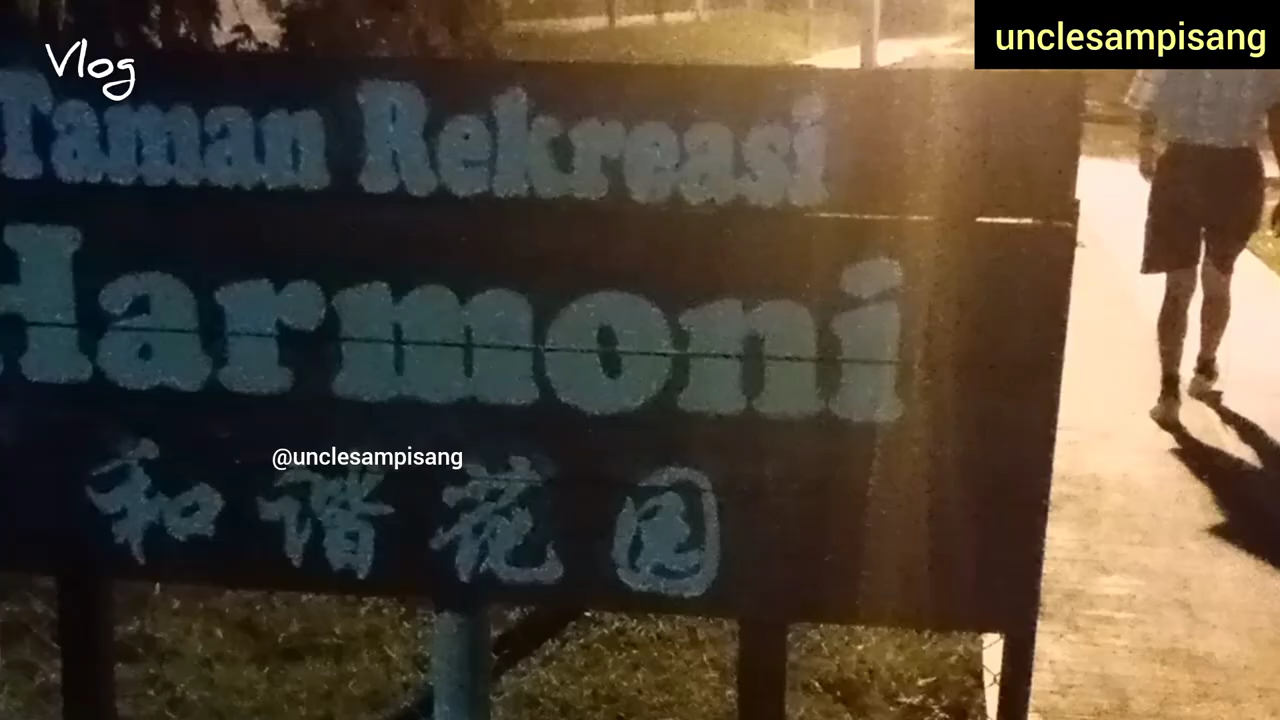 Vlog
unclesampisang
Taman Rekreasi
Harmoni
@unclesampisang
和谐花园